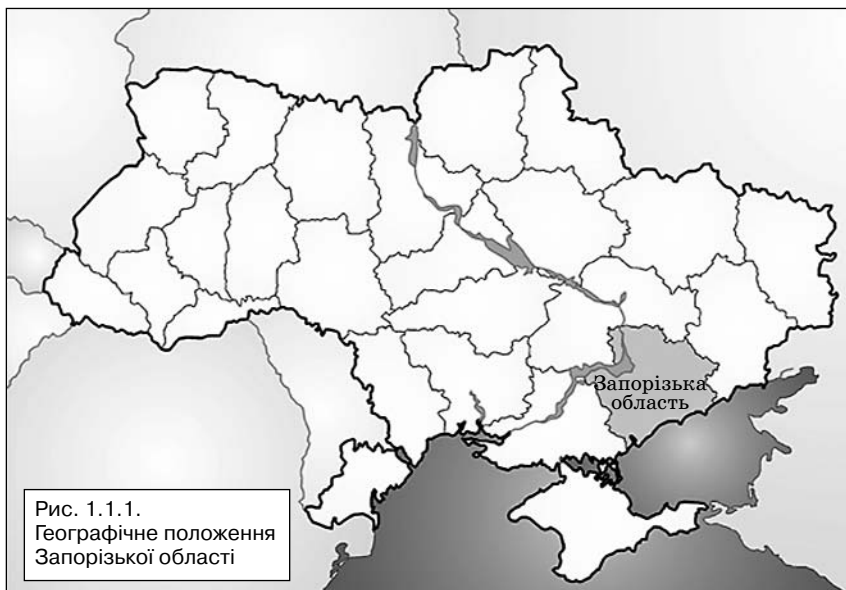 Запорізька
область
Рис. 1.1.1.
Географічне положення
Запорізької області